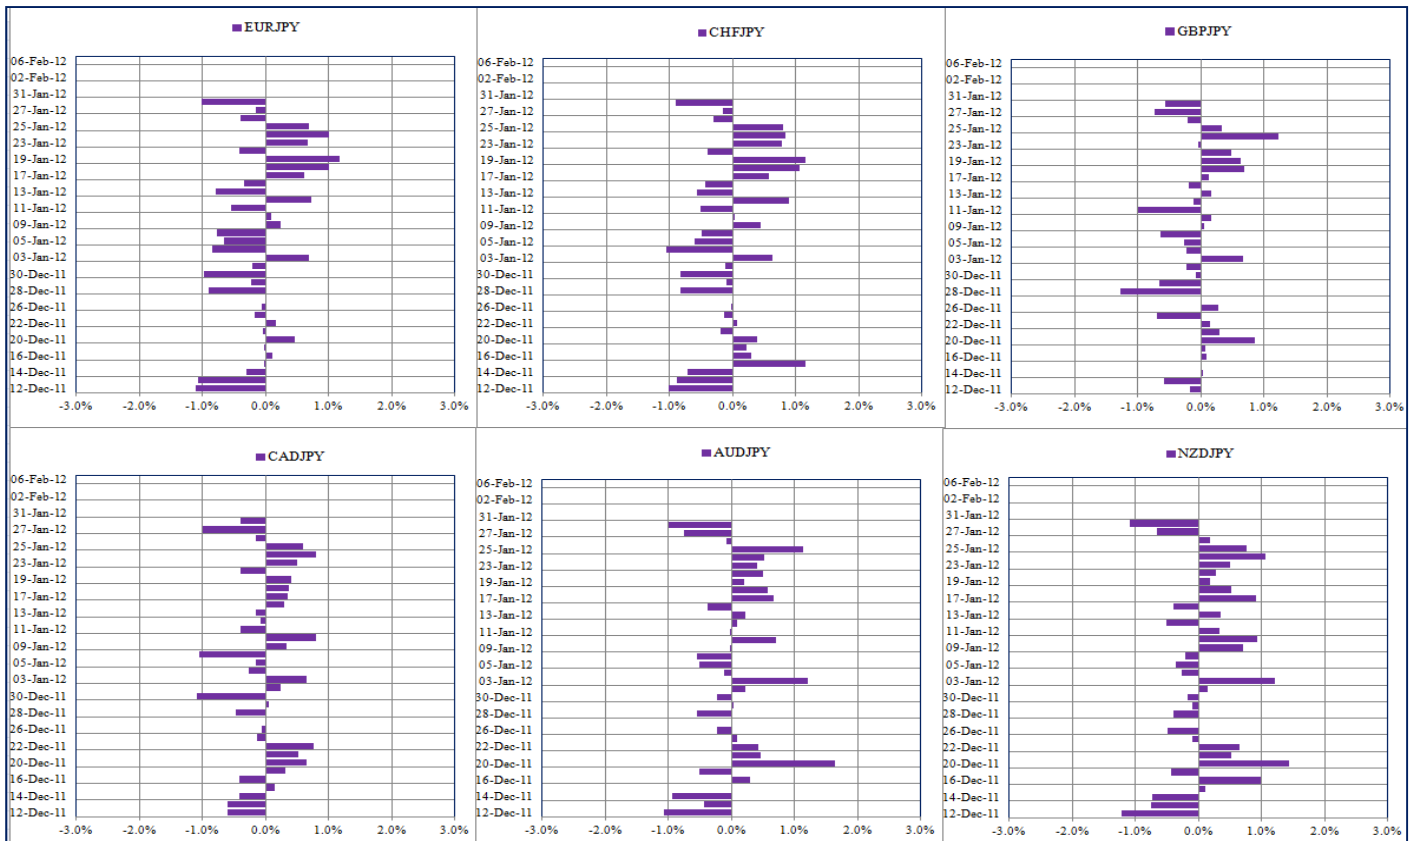 EURJPY
06-Feb-12
02-Feb-12
31-Jan-12
27-Jan-12
25-Jan-12
23-Jan-12
19-Jan-12
17-Jan-12
13-Jan-12
11-Jan-12
09-Jan-12
05-Jan-12
03-Jan-12
30-Dec-11
28-Dec-11
26-Dec-11
22-Dec-11
20-Dec-11
16-Dec-11
14-Dec-11
12-Dec-11
-3.0% -2.0% -1.0% 0.0% 1.0% 2.0% 3.0%
CHFJPY
06-Feb-12
02-Feb-12
31-Jan-12
27-Jan-12
25-Jan-12
23-Jan-12
19-Jan-12
17-Jan-12
13-Jan-12
11-Jan-12
09-Jan-12
05-Jan-12
03-Jan-12
30-Dec-11
28-Dec-11
26-Dec-11
22-Dec-11
20-Dec-11
16-Dec-11
14-Dec-11
12-Dec-11
-3.0% -2.0% -1.0% 0.0% 1.0% 2.0% 3.0%
GBPJPY
06-Feb-12
02-Feb-12
31-Jan-12
27-Jan-12
25-Jan-12
23-Jan-12
19-Jan-12
17-Jan-12
13-Jan-12
11-Jan-12
09-Jan-12
05-Jan-12
03-Jan-12
30-Dec-11
28-Dec-11
26-Dec-11
22-Dec-11
20-Dec-11
16-Dec-11
14-Dec-11
12-Dec-11
-3.0% -2.0% -1.0% 0.0% 1.0% 2.0% 3.0%
CADJPY
06-Feb-12
02-Feb-12
31-Jan-12
27-Jan-12
25-Jan-12
23-Jan-12
19-Jan-12
17-Jan-12
13-Jan-12
11-Jan-12
09-Jan-12
05-Jan-12
03-Jan-12
30-Dec-11
28-Dec-11
26-Dec-11
22-Dec-11
20-Dec-11
16-Dec-11
14-Dec-11
12-Dec-11
-3.0% -2.0% -1.0% 0.0% 1.0% 2.0% 3.0%
AUDJPY
06-Feb-12
02-Feb-12
31-Jan-12
27-Jan-12
25-Jan-12
23-Jan-12
19-Jan-12
17-Jan-12
13-Jan-12
11-Jan-12
09-Jan-12
05-Jan-12
03-Jan-12
30-Dec-11
28-Dec-11
26-Dec-11
22-Dec-11
20-Dec-11
16-Dec-11
14-Dec-11
12-Dec-11
-3.0% -2.0% -1.0% 0.0% 1.0% 2.0% 3.0%
NZDJPY
06-Feb-12
02-Feb-12
31-Jan-12
27-Jan-12
25-Jan-12
23-Jan-12
19-Jan-12
17-Jan-12
13-Jan-12
11-Jan-12
09-Jan-12
05-Jan-12
03-Jan-12
30-Dec-11
28-Dec-11
26-Dec-11
22-Dec-11
20-Dec-11
16-Dec-11
14-Dec-11
12-Dec-11
-3.0% -2.0% -1.0% 0.0% 1.0% 2.0% 3.0%